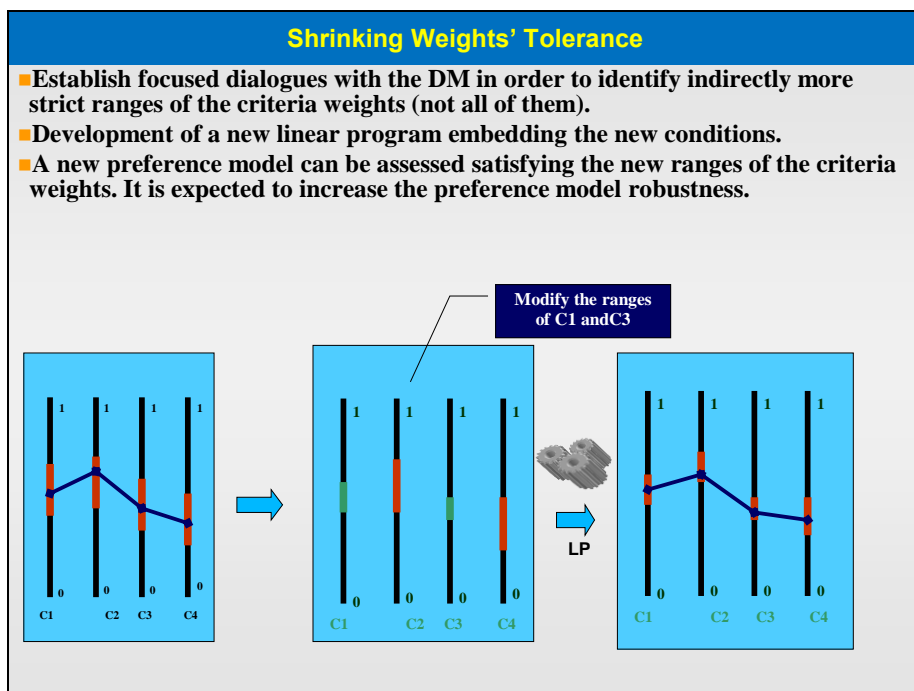 Shrinking Weights' Tolerance
■Establish focused dialogues with the DM in order to identify indirectly more
strict ranges of the criteria weights (not all of them).
■Development of a new linear program embedding the new conditions.
■A new preference model can be assessed satisfying the new ranges of the criteria
weights. It is expected to increase the preference model robustness.
Modify the ranges
of C1 andC3
1 1 1 1
0 0 0 0
C1 C2 C3 C4
1 1 1 1
0 0 0 0
C1 C2 C3 C4
LP
1 1 1 1
0 0 0 0
C1 C2 C3 C4